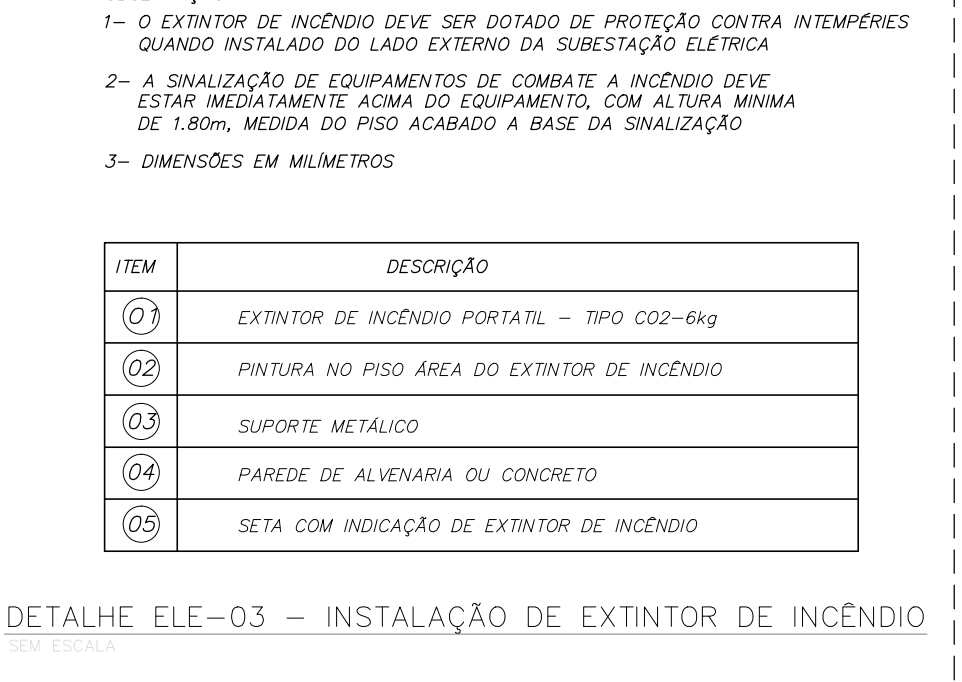 1– O EXTINTOR DE INCÊNDIO DEVE SER DOTADO DE PROTEÇÃO CONTRA INTEMPÉRIES
QUANDO INSTALADO DO LADO EXTERNO DA SUBESTAÇÃO ELÉTRICA
2– A SINALIZAÇÃO DE EQUIPAMENTOS DE COMBATE A INCÊNDIO DEVE
ESTAR IMEDIATAMENTE ACIMA DO EQUIPAMENTO, COM ALTURA MINIMA
DE 1.80m, MEDIDA DO PISO ACABADO A BASE DA SINALIZAÇÃO
3– DIMENSÕES EM MILÍMETROS
ITEM DESCRIÇÃO
01 EXTINTOR DE INCÊNDIO PORTATIL – TIPO CO2–6kg
02 PINTURA NO PISO ÁREA DO EXTINTOR DE INCÊNDIO
03 SUPORTE METÁLICO
04 PAREDE DE ALVENARIA OU CONCRETO
05 SETA COM INDICAÇÃO DE EXTINTOR DE INCÊNDIO
DETALHE ELE–03 – INSTALAÇÃO DE EXTINTOR DE INCÊNDIO
SEM ESCALA